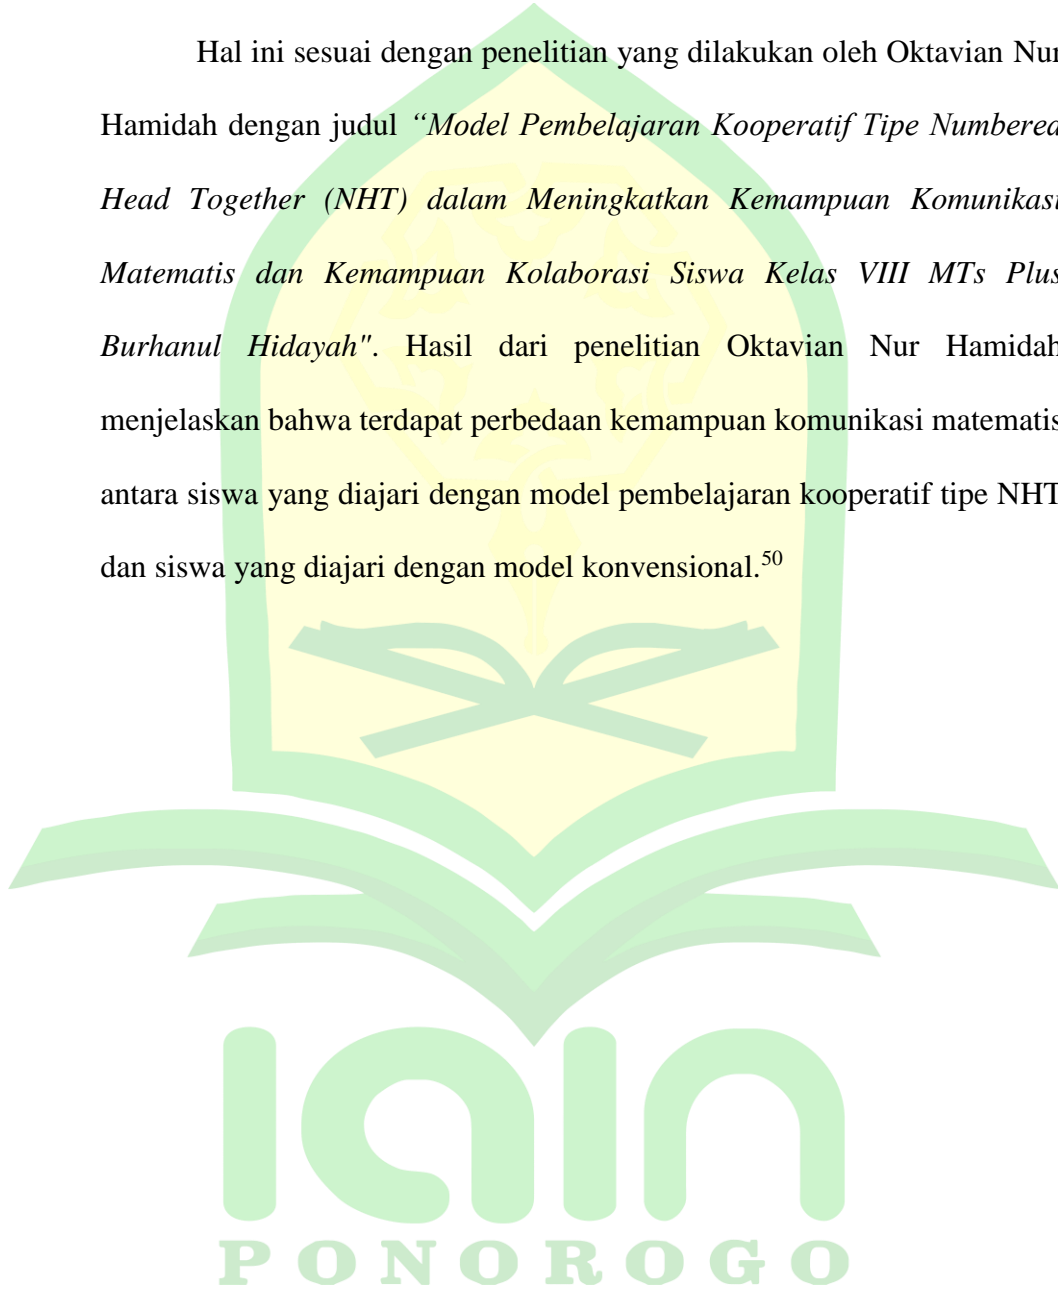 Hal ini sesuai dengan penelitian yang dilakukan oleh Oktavian Nur
Hamidah dengan judul “Model Pembelajaran Kooperatif Tipe Numbered
Head Together (NHT) dalam Meningkatkan Kemampuan Komunikasi
Matematis dan Kemampuan Kolaborasi Siswa Kelas VIII MTs Plus
Burhanul Hidayah". Hasil dari penelitian Oktavian Nur Hamidah
menjelaskan bahwa terdapat perbedaan kemampuan komunikasi matematis
antara siswa yang diajari dengan model pembelajaran kooperatif tipe NHT
dan siswa yang diajari dengan model konvensional.50
iain
PONOROGO